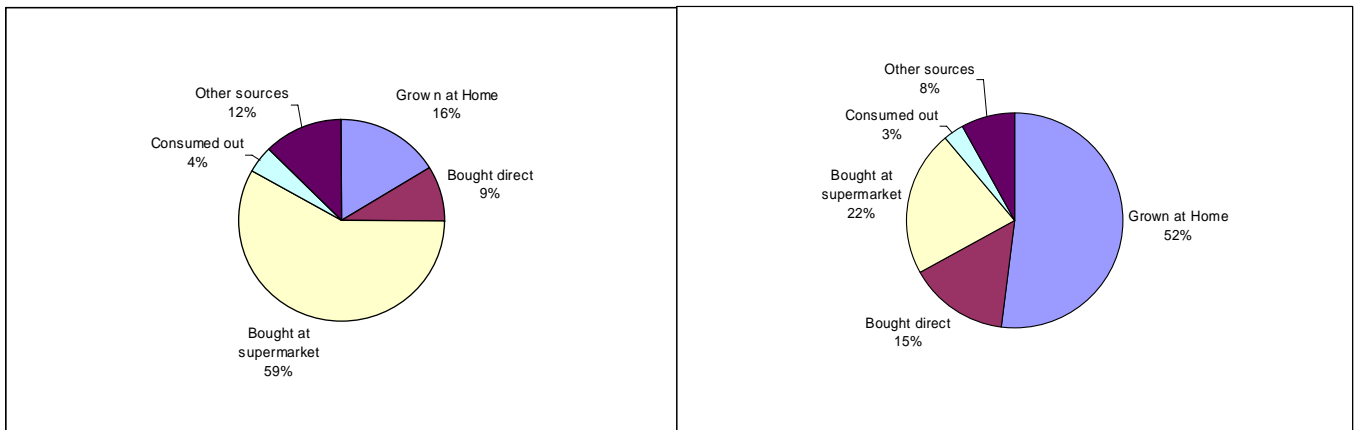 Other sources
12%
Grown at Home
16%
Consumed out
4%
Bought direct
9%
Bought at
supermarket
59%
Other sources
8%
Consumed out
3%
Bought at
supermarket
22%
Grown at Home
52%
Bought direct
15%